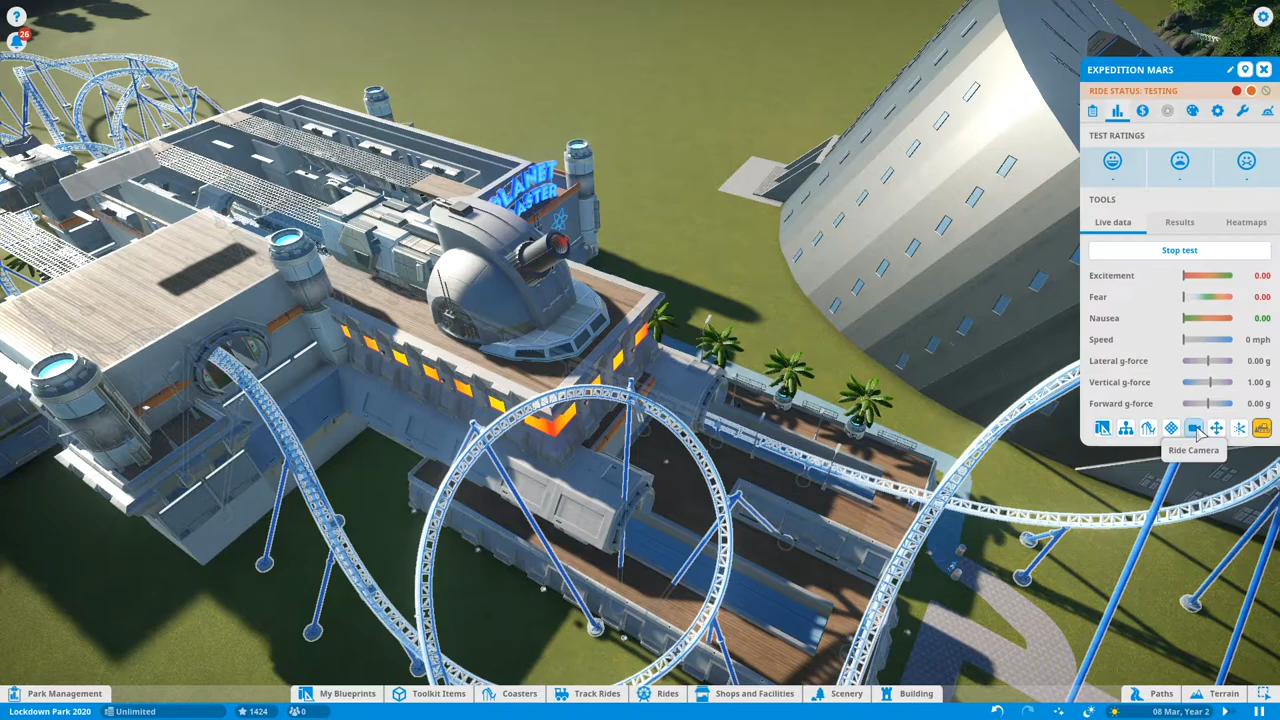 ?
26
EXPEDITION MARS
RIDE STATUS: TESTING
TEST RATINGS
- - -
TOOLS
Live data Results Heatmaps
Stop test
Excitement 0.00
Fear 0.00
Nausea 0.00
Speed 0 mph
Lateral g-force 0.00 g
Vertical g-force 1.00 g
Forward g-force 0.00 g
Ride Camera
PLANET
Park Management My Blueprints Toolkit Items Coasters Track Rides Rides Shops and Facilities Scenery Building Paths Terrain
Lockdown Park 2020 Unlimited 1424 0 08 Mar, Year 2